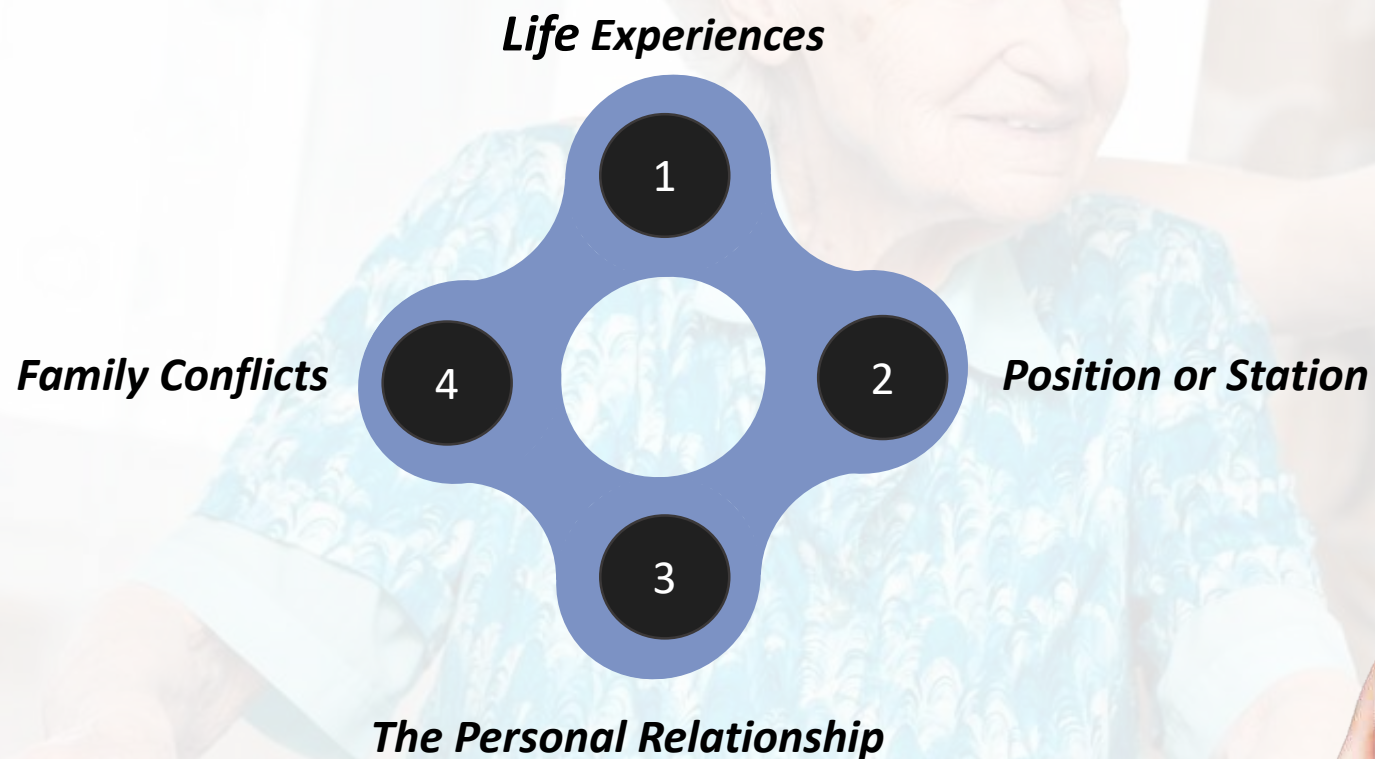 Life Experiences
1
Family Conflicts
4
2
Position or Station
3
The Personal Relationship